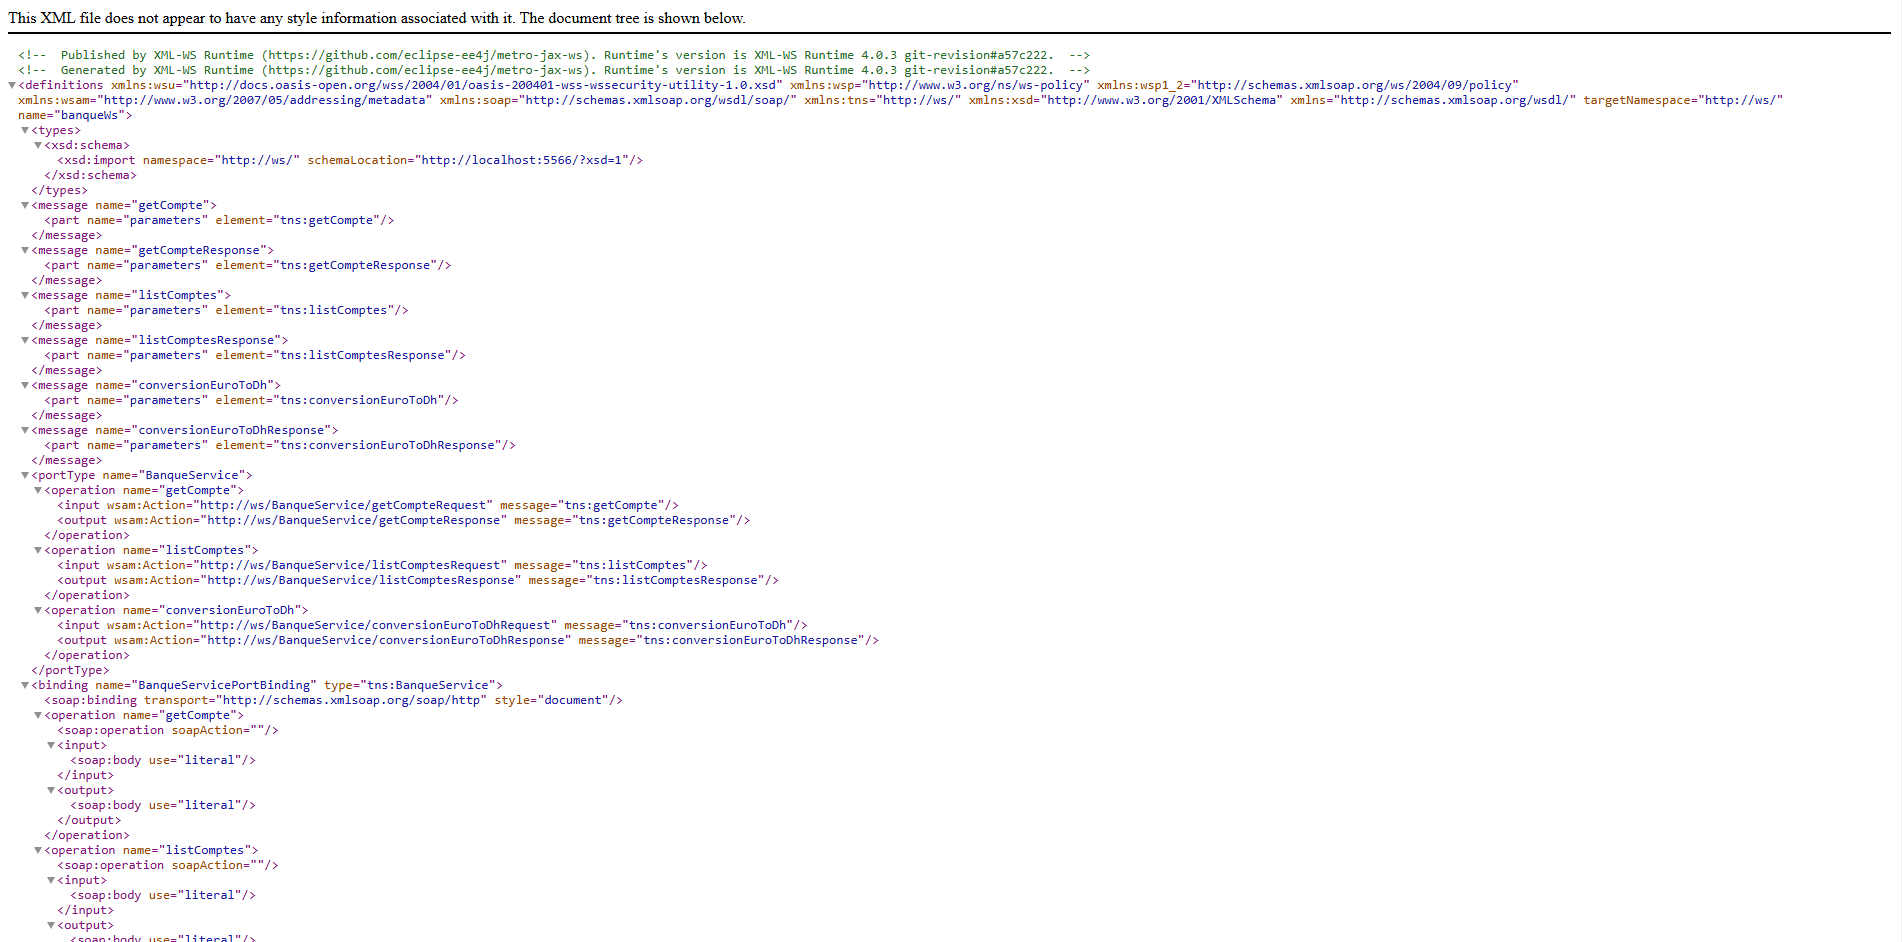 This XML file does not appear to have any style information associated with it. The document tree is shown below.
<!-- Published by XML-WS Runtime (https://github.com/eclipse-ee4j/metro-jax-ws). Runtime's version is XML-WS Runtime 4.0.3 git-revision#a57c222. -->
<!-- Generated by XML-WS Runtime (https://github.com/eclipse-ee4j/metro-jax-ws). Runtime's version is XML-WS Runtime 4.0.3 git-revision#a57c222. -->
▼<definitions xmlns:wsu="http://docs.oasis-open.org/wss/2004/01/oasis-200401-wss-wssecurity-utility-1.0.xsd" xmlns:wsp="http://www.w3.org/ns/ws-policy" xmlns:wsp1_2="http://schemas.xmlsoap.org/ws/2004/09/policy"
xmlns:wsam="http://www.w3.org/2007/05/addressing/metadata" xmlns:soap="http://schemas.xmlsoap.org/wsdl/soap/" xmlns:tns="http://ws/" xmlns:xsd="http://www.w3.org/2001/XMLSchema" xmlns="http://schemas.xmlsoap.org/wsdl/" targetNamespace="http://ws/"
name="banqueWs">
▼<types>
▼<xsd:schema>
<xsd:import namespace="http://ws/" schemaLocation="http://localhost:5566/?xsd=1"/>
</xsd:schema>
</types>
▼<message name="getCompte">
<part name="parameters" element="tns:getCompte"/>
</message>
▼<message name="getCompteResponse">
<part name="parameters" element="tns:getCompteResponse"/>
</message>
▼<message name="listComptes">
<part name="parameters" element="tns:listComptes"/>
</message>
▼<message name="listComptesResponse">
<part name="parameters" element="tns:listComptesResponse"/>
</message>
▼<message name="conversionEuroToDh">
<part name="parameters" element="tns:conversionEuroToDh"/>
</message>
▼<message name="conversionEuroToDhResponse">
<part name="parameters" element="tns:conversionEuroToDhResponse"/>
</message>
▼<portType name="BanqueService">
▼<operation name="getCompte">
<input wsam:Action="http://ws/BanqueService/getCompteRequest" message="tns:getCompte"/>
<output wsam:Action="http://ws/BanqueService/getCompteResponse" message="tns:getCompteResponse"/>
</operation>
▼<operation name="listComptes">
<input wsam:Action="http://ws/BanqueService/listComptesRequest" message="tns:listComptes"/>
<output wsam:Action="http://ws/BanqueService/listComptesResponse" message="tns:listComptesResponse"/>
</operation>
▼<operation name="conversionEuroToDh">
<input wsam:Action="http://ws/BanqueService/conversionEuroToDhRequest" message="tns:conversionEuroToDh"/>
<output wsam:Action="http://ws/BanqueService/conversionEuroToDhResponse" message="tns:conversionEuroToDhResponse"/>
</operation>
</portType>
▼<binding name="BanqueServicePortBinding" type="tns:BanqueService">
<soap:binding transport="http://schemas.xmlsoap.org/soap/http" style="document"/>
▼<operation name="getCompte">
<soap:operation soapAction=""/>
▼<input>
<soap:body use="literal"/>
</input>
▼<output>
<soap:body use="literal"/>
</output>
</operation>
▼<operation name="listComptes">
<soap:operation soapAction=""/>
▼<input>
<soap:body use="literal"/>
</input>
▼<output>
<soap:body use="literal"/>